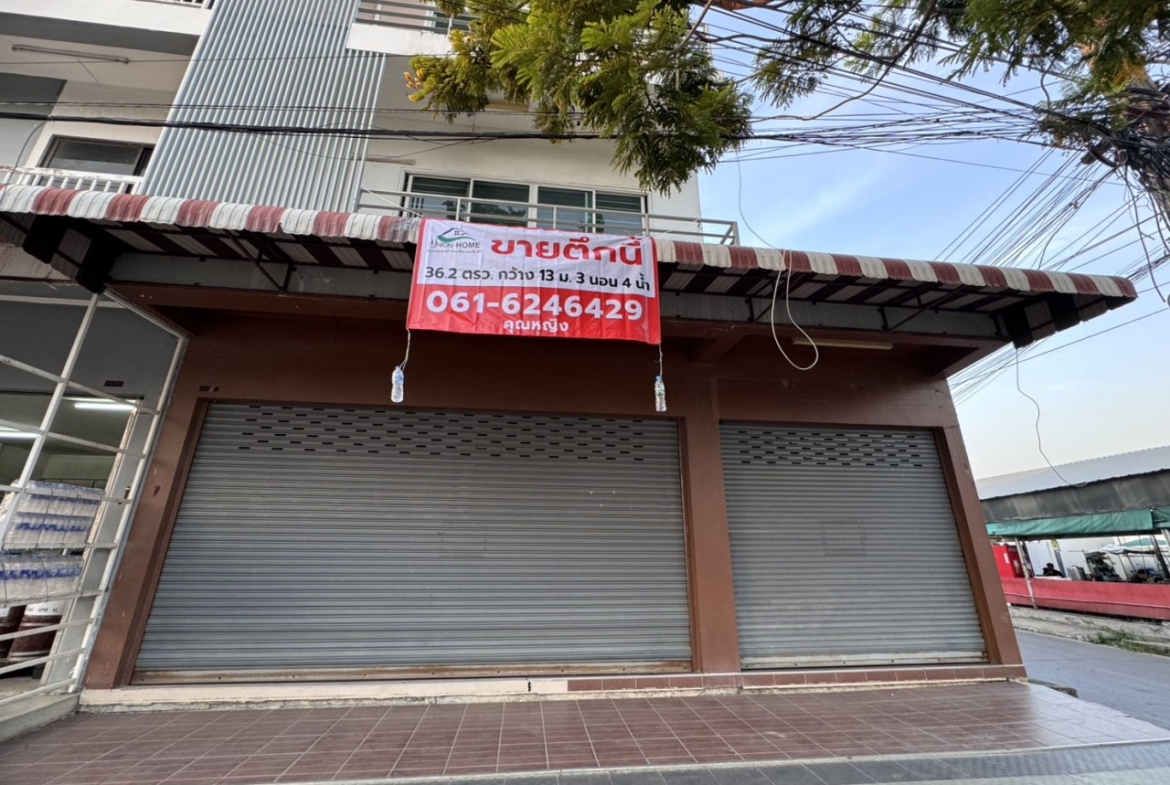 UNION HOME
ขายตึกนี้
36.2 ตรว. กว้าง 13 ม. 3 นอน 4 น้ำ
061-6246429
คุณหญิง